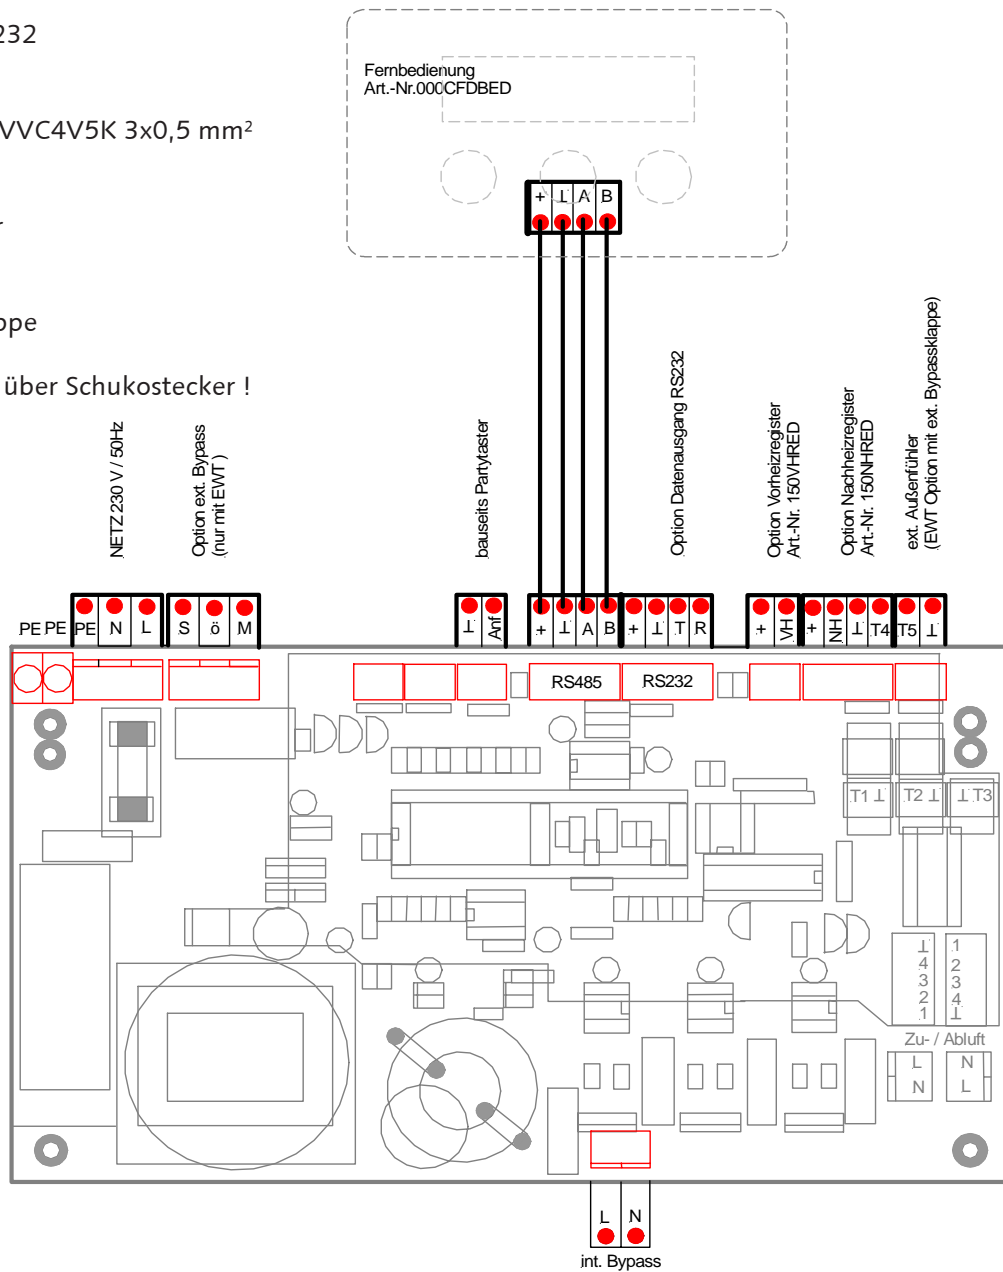 232
VVC4V5K 3x0,5 mm²
r
ppe
über Schukostecker !
Fernbedienung
Art.-Nr.000CFDBED
+ ⊥ A B
NETZ 230 V / 50Hz
Option ext. Bypass
(nur mit EWT )
bauseits Partytaster
Option Datenausgang RS232
Option Vorheizregister
Art.-Nr. 150VHRED
Option Nachheizregister
Art.-Nr. 150NHRED
ext. Außenfühler
(EWT Option mit ext. Bypassklappe)
PE PE PE N L S ö M ⊥ Anf + ⊥ A B + ⊥ T R + VH + NH ⊥ T4 T5 ⊥
RS485 RS232
T1 ⊥ T2 ⊥ ⊥ T3
⊥ 1
4 2
3 3
2 4
1 ⊥
Zu- / Abluft
L N
N L
L N
int. Bypass